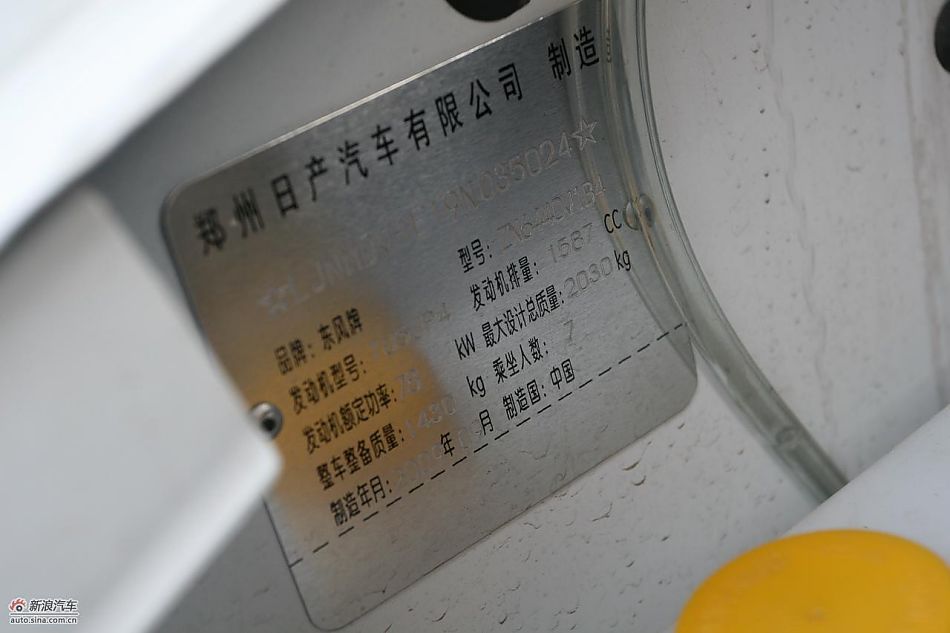 郑州日产汽车有限公司 制造
9N035024☆
品牌：东风牌 型号：ZN6440V1B4
发动机型号： 发动机排量：1587 CC
发动机额定功率：78 kW 最大设计总质量：2030 kg
整车整备质量：1430 kg 乘坐人数：7
制造年月： 年 月 制造国：中国
新浪汽车
auto.sina.com.cn